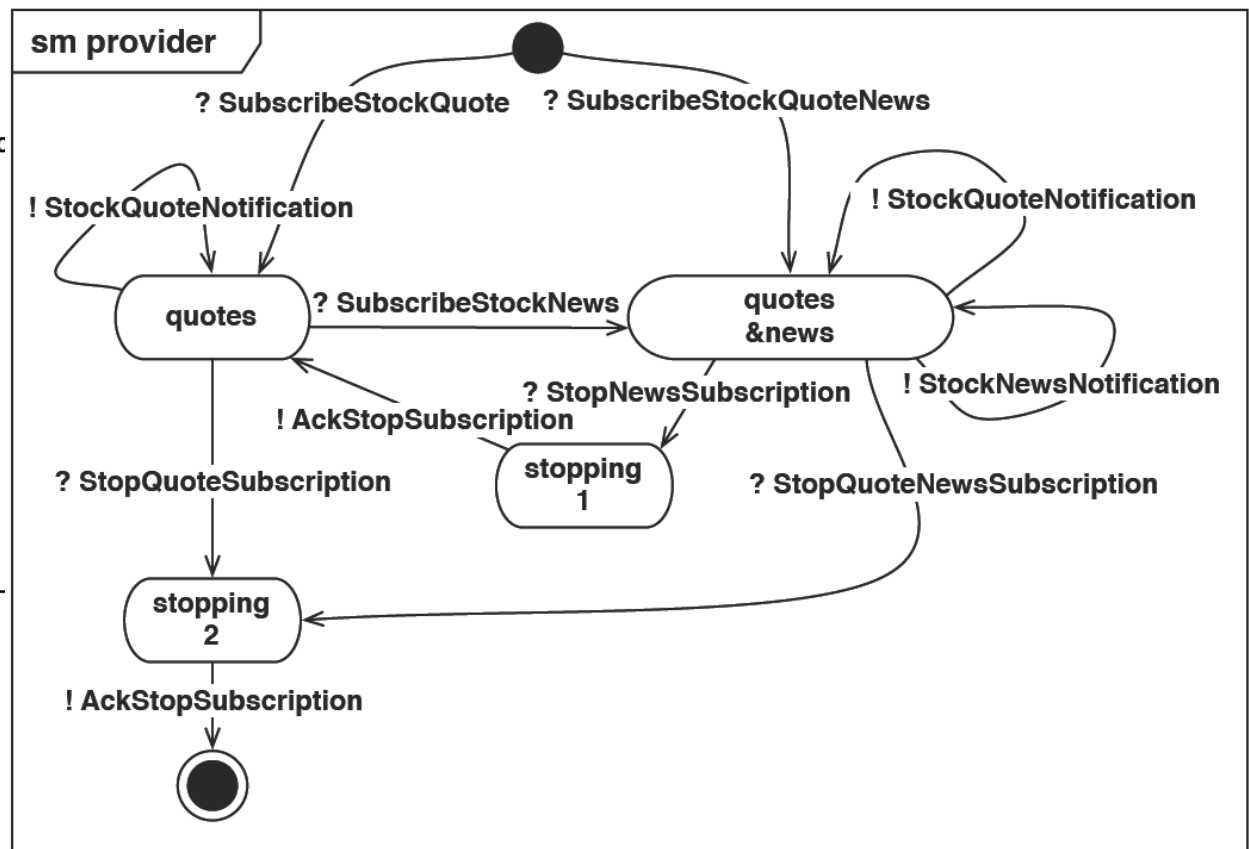 sm provider
? SubscribeStockQuote
? SubscribeStockQuoteNews
! StockQuoteNotification
! StockQuoteNotification
quotes
? SubscribeStockNews
quotes
&news
? StopNewsSubscription
! StockNewsNotification
! AckStopSubscription
stopping
1
? StopQuoteSubscription
? StopQuoteNewsSubscription
stopping
2
! AckStopSubscription